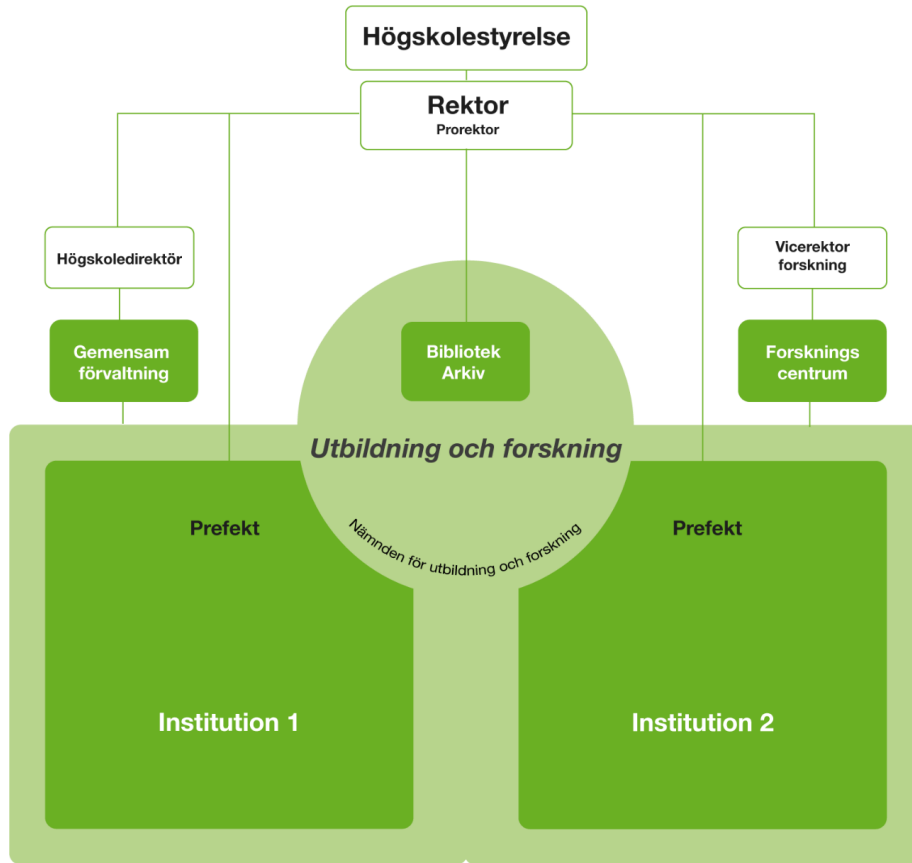 Högskolestyrelse
Rektor
Prorektor
Högskoledirektör
Vicerektor
forskning
Gemensam
förvaltning
Bibliotek
Arkiv
Forsknings
centrum
Utbildning och forskning
Prefekt
Prefekt
Nämnden för utbildning och forskning
Institution 1
Institution 2